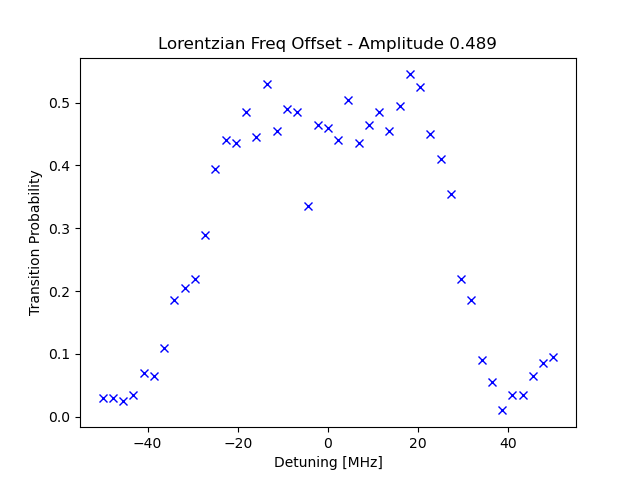 Lorentzian Freq Offset - Amplitude 0.489
Transition Probability
0.5
0.4
0.3
0.2
0.1
0.0
−40 −20 0 20 40
Detuning [MHz]